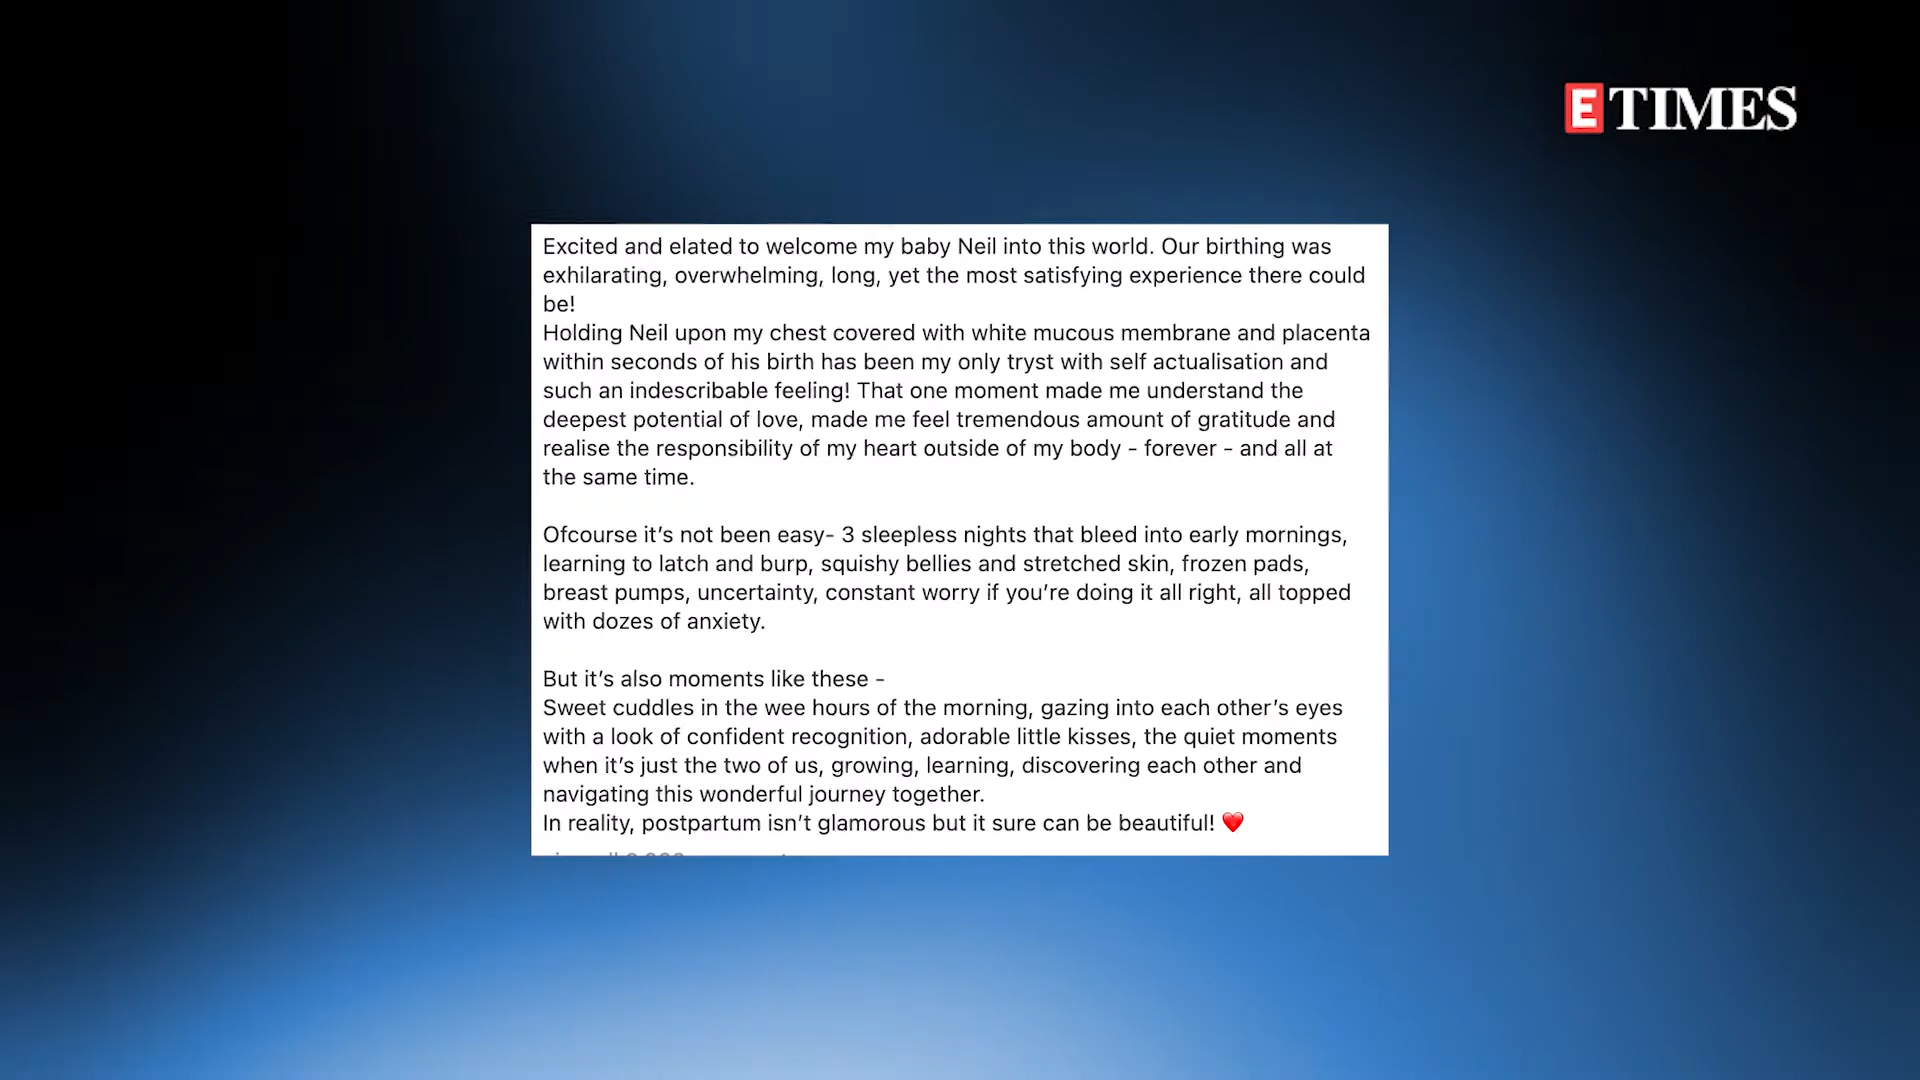 E TIMES
Excited and elated to welcome my baby Neil into this world. Our birthing was
exhilarating, overwhelming, long, yet the most satisfying experience there could
be!
Holding Neil upon my chest covered with white mucous membrane and placenta
within seconds of his birth has been my only tryst with self actualisation and
such an indescribable feeling! That one moment made me understand the
deepest potential of love, made me feel tremendous amount of gratitude and
realise the responsibility of my heart outside of my body - forever - and all at
the same time.
Ofcourse it’s not been easy- 3 sleepless nights that bleed into early mornings,
learning to latch and burp, squishy bellies and stretched skin, frozen pads,
breast pumps, uncertainty, constant worry if you’re doing it all right, all topped
with dozes of anxiety.
But it’s also moments like these -
Sweet cuddles in the wee hours of the morning, gazing into each other’s eyes
with a look of confident recognition, adorable little kisses, the quiet moments
when it’s just the two of us, growing, learning, discovering each other and
navigating this wonderful journey together.
In reality, postpartum isn’t glamorous but it sure can be beautiful! ❤️